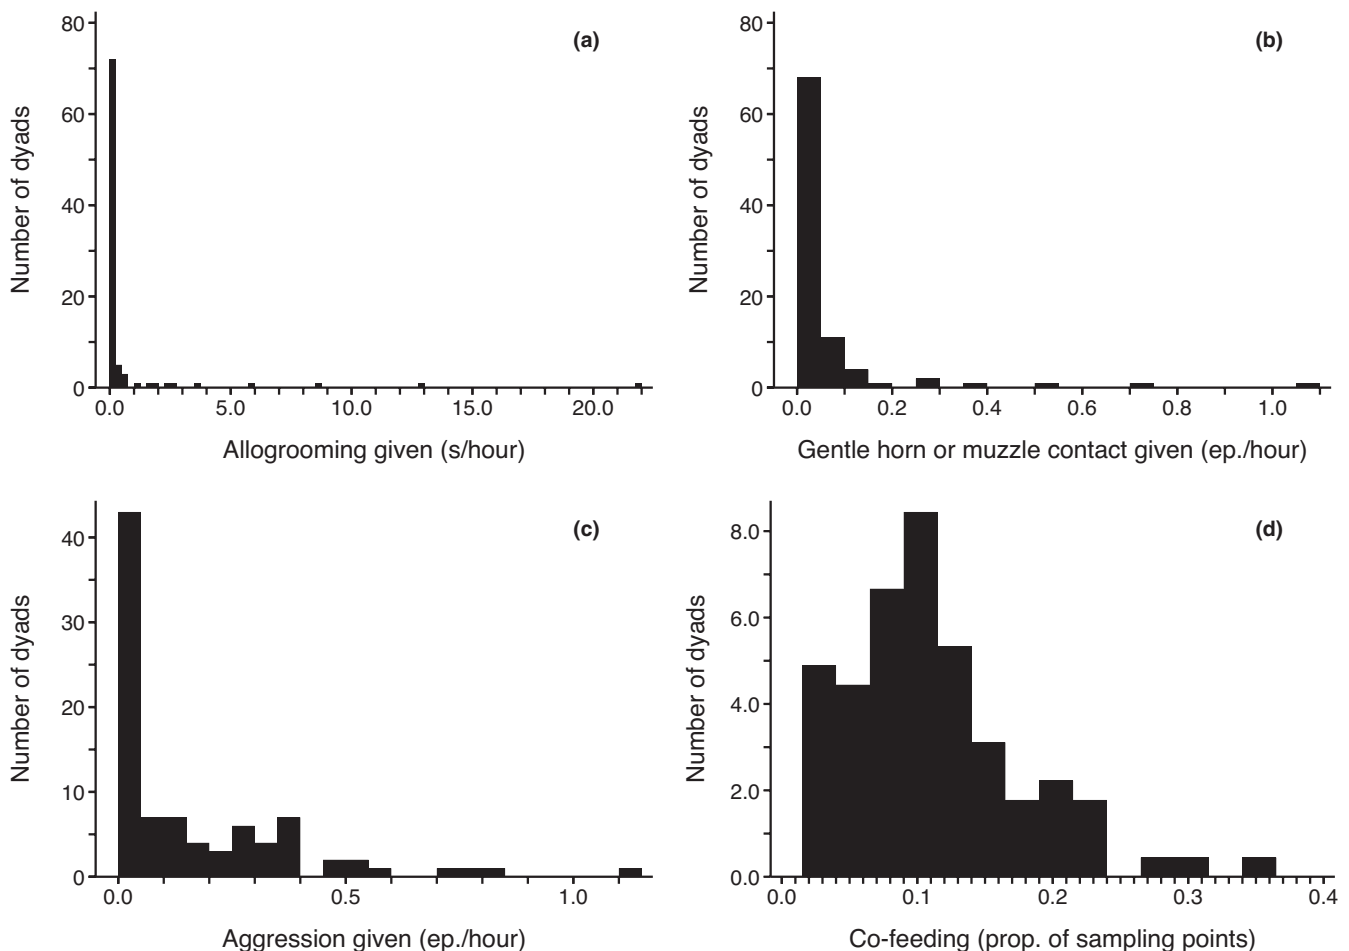 (a)
Number of dyads
80
60
40
20
0
0.0 5.0 10.0 15.0 20.0
Allogrooming given (s/hour)
(b)
Number of dyads
80
60
40
20
0
0.0 0.2 0.4 0.6 0.8 1.0
Gentle horn or muzzle contact given (ep./hour)
(c)
Number of dyads
40
30
20
10
0
0.0 0.5 1.0
Aggression given (ep./hour)
(d)
Number of dyads
8.0
6.0
4.0
2.0
0.0
0.0 0.1 0.2 0.3 0.4
Co-feeding (prop. of sampling points)